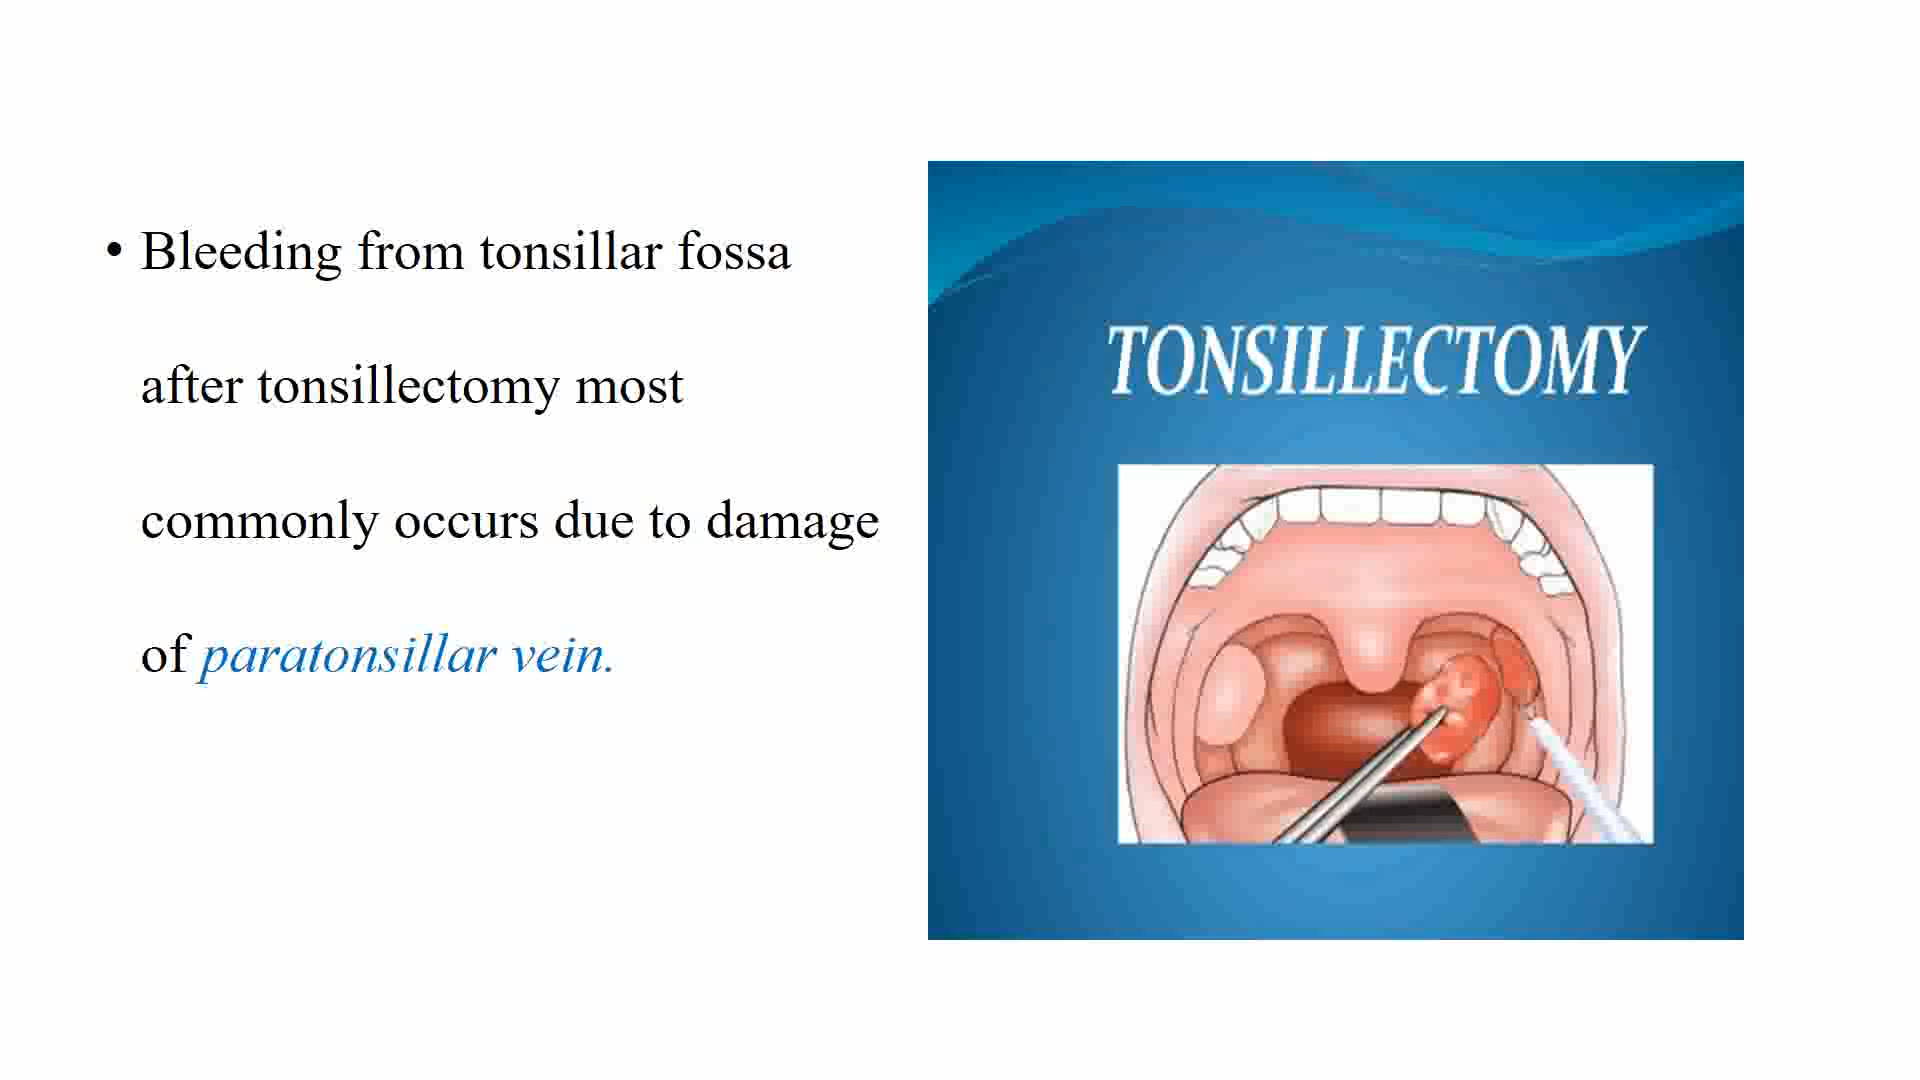 • Bleeding from tonsillar fossa
after tonsillectomy most
commonly occurs due to damage
of paratonsillar vein.
TONSILLECTOMY